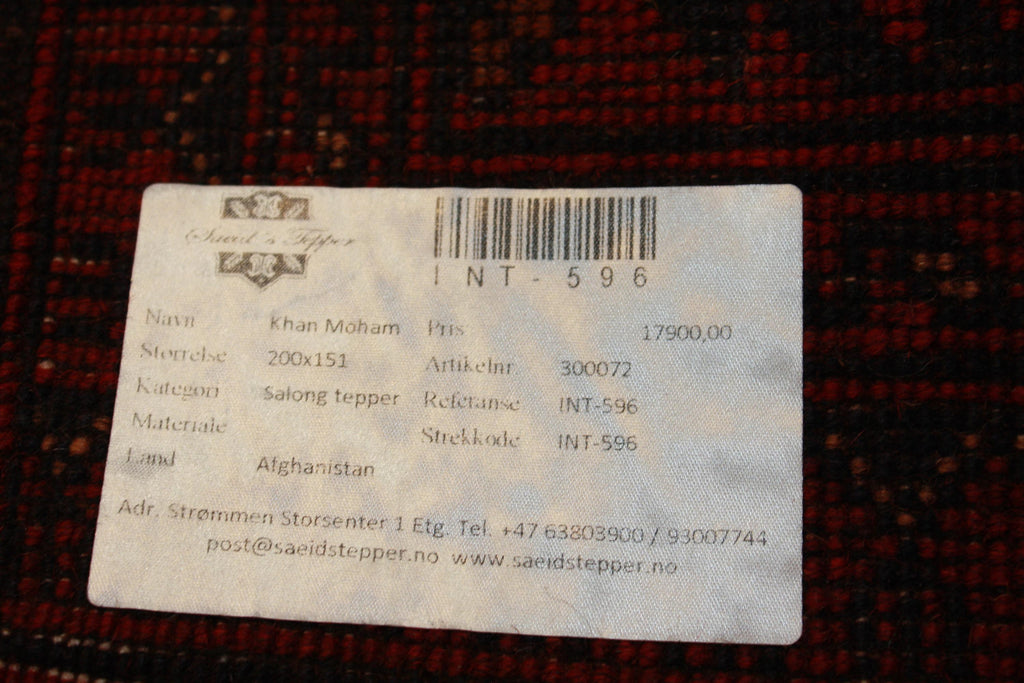 Saeid's Tepper
INT-596
Navn Khan Moham Pris 17900,00
Størrelse 200x151 Artikelnr 300072
Kategori Salong tepper Referanse INT-596
Materiale Strekkode INT-596
Land Afghanistan
Adr. Strømmen Storsenter 1 Etg. Tel. +47 63803900 / 93007744
post@saeidstepper.no www.saeidstepper.no